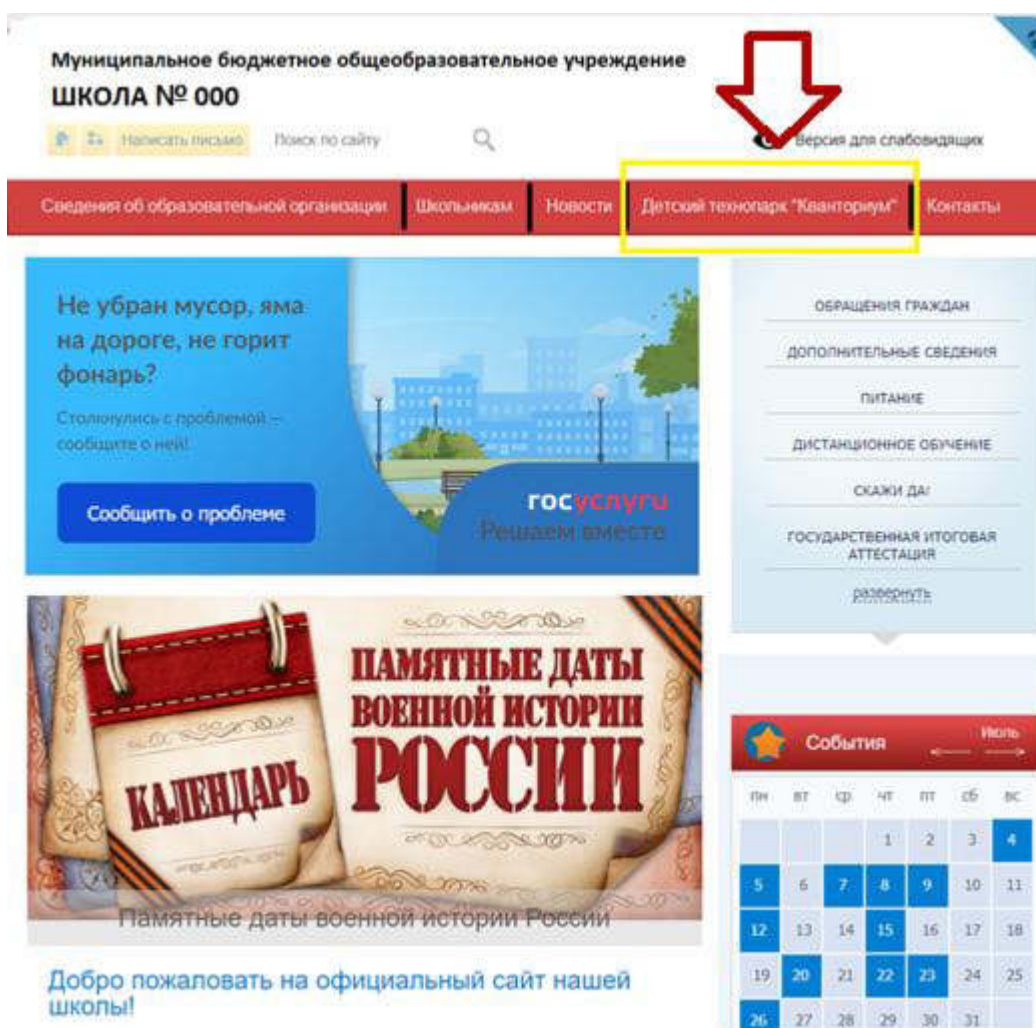 Муниципальное бюджетное общеобразовательное учреждение
ШКОЛА № 000
Написать письмо
Поиск по сайту
Версия для слабовидящих
Сведения об образовательной организации
Школьникам
Новости
Детский технопарк "Кванториум"
Контакты
Не убран мусор, яма
на дороге, не горит
фонарь?
Столкнулись с проблемой —
сообщите о ней!
Сообщить о проблеме
госуслуги
Решаем вместе
ОБРАЩЕНИЯ ГРАЖДАН
ДОПОЛНИТЕЛЬНЫЕ СВЕДЕНИЯ
ПИТАНИЕ
ДИСТАНЦИОННОЕ ОБУЧЕНИЕ
СКАЖИ ДА!
ГОСУДАРСТВЕННАЯ ИТОГОВАЯ
АТТЕСТАЦИЯ
развернуть
КАЛЕНДАРЬ
ПАМЯТНЫЕ ДАТЫ
ВОЕННОЙ ИСТОРИИ
РОССИИ
Памятные даты военной истории России
Добро пожаловать на официальный сайт нашей
школы!
События
Июль
пн вт ср чт пт сб вс
1 2 3 4
5 6 7 8 9 10 11
12 13 14 15 16 17 18
19 20 21 22 23 24 25
26 27 28 29 30 31